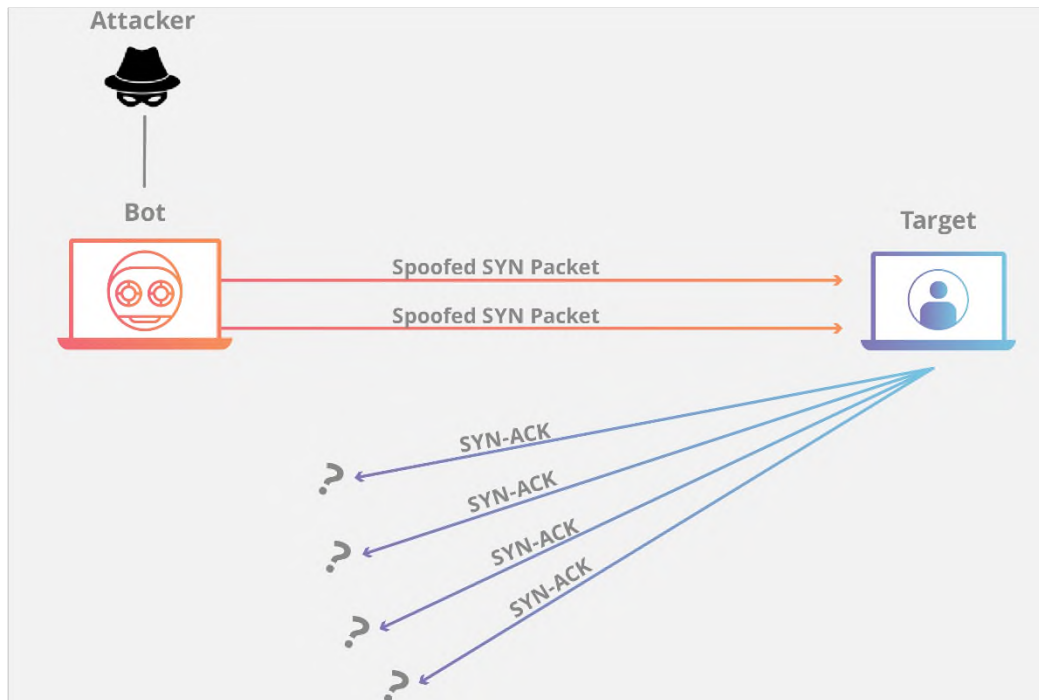 Attacker
Bot
Target
Spoofed SYN Packet
Spoofed SYN Packet
SYN-ACK
?
SYN-ACK
?
SYN-ACK
?
SYN-ACK
?